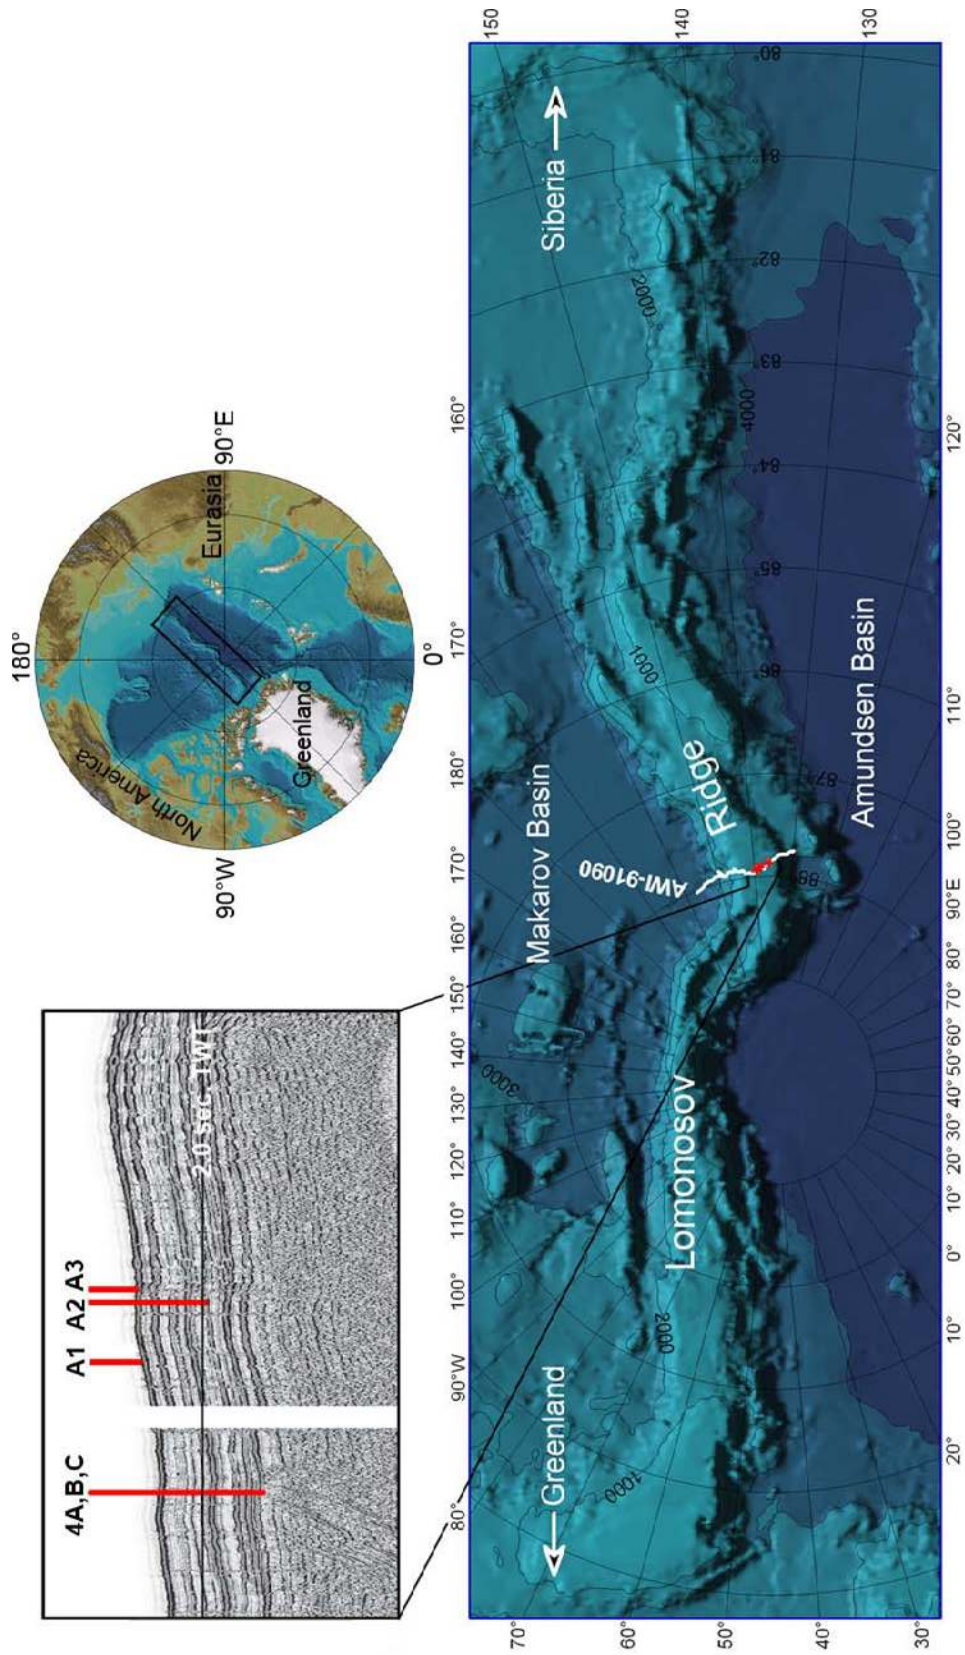 4A,B,C
A1
A2
A3
2.0 sec. TWT
180°
North America
Eurasia
90°W
90°E
Greenland
0°
80°
90°W
100°
110°
120°
130°
140°
150°
160°
170°
180°
170°
160°
150
140
130
70°
60°
50°
40°
30°
Greenland
Siberia
Makarov Basin
AWI-91090
Lomonosov
Ridge
Amundsen Basin
1000
2000
3000
1000
2000
4000
88°
87°
86°
85°
84°
83°
82°
81°
80°
20°
10°
0°
10°
20°
30°
40°
50°
60°
70°
80°
90°E
100°
110°
120°